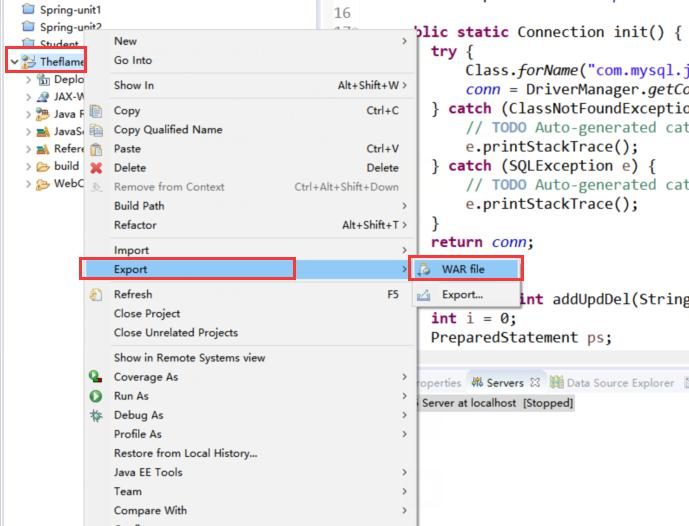 Spring-unit1
Spring-unit2
Student
Theflame
Deplo
JAX-W
Java R
JavaSc
Refere
build
WebC
New
Go Into
Show In Alt+Shift+W
Copy Ctrl+C
Copy Qualified Name
Paste Ctrl+V
Delete Delete
Remove from Context Ctrl+Alt+Shift+Down
Build Path
Refactor Alt+Shift+T
Import
Export
Refresh F5
Close Project
Close Unrelated Projects
Show in Remote Systems view
Coverage As
Run As
Debug As
Profile As
Restore from Local History...
Java EE Tools
Team
Compare With
WAR file
Export...
16
blic static Connection init() {
try {
Class.forName("com.mysql.j
conn = DriverManager.getCo
} catch (ClassNotFoundExceptio
// TODO Auto-generated cat
e.printStackTrace();
} catch (SQLException e) {
// TODO Auto-generated cat
e.printStackTrace();
}
return conn;
int addUpdDel(String
int i = 0;
PreparedStatement ps;
roperties Servers Data Source Explorer
Server at localhost [Stopped]